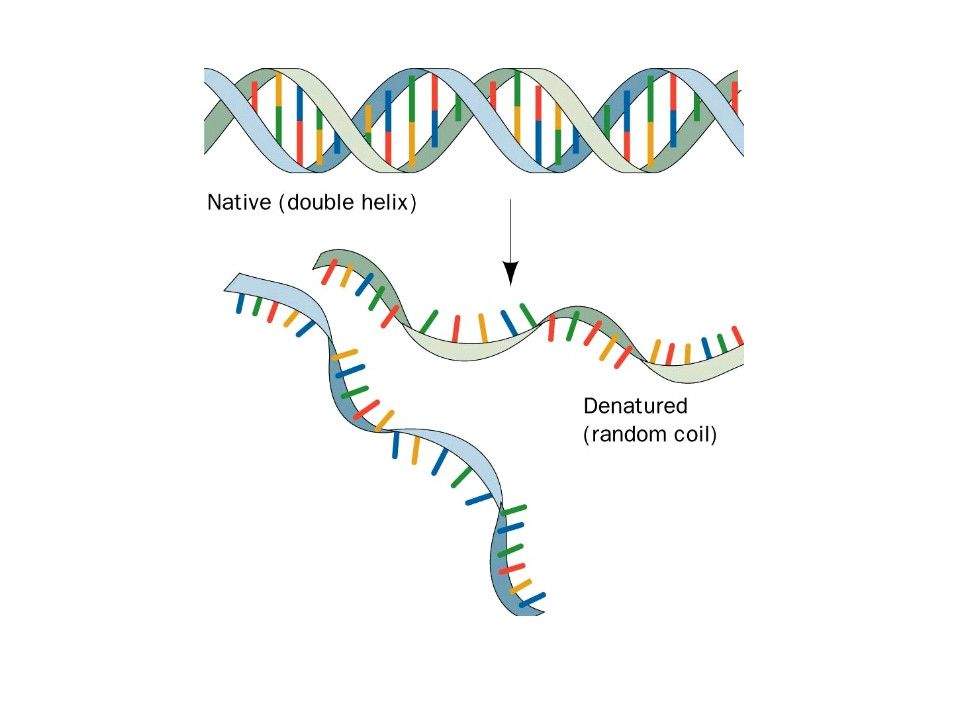 Native (double helix)
Denatured
(random coil)